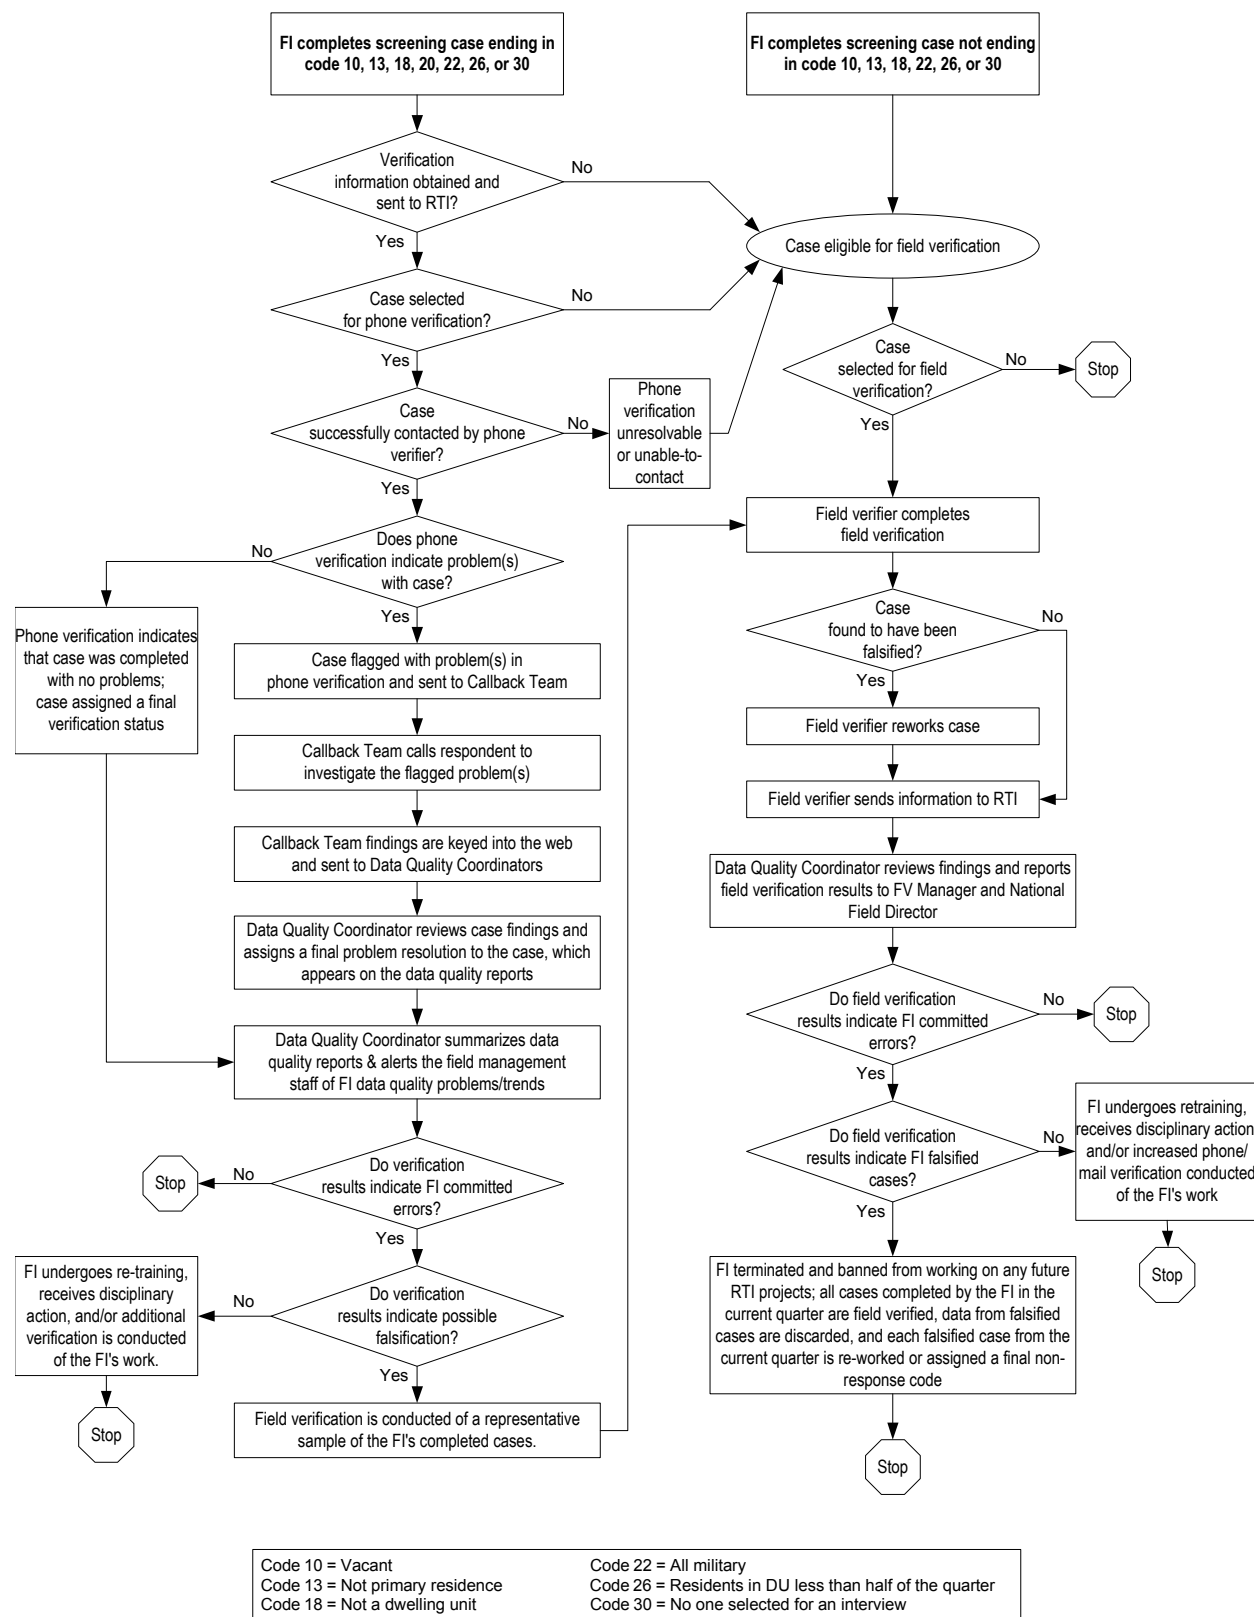 FI completes screening case ending in
code 10, 13, 18, 20, 22, 26, or 30
FI completes screening case not ending
in code 10, 13, 18, 22, 26, or 30
Verification
information obtained and
sent to RTI?
No
Yes
Case eligible for field verification
Case selected
for phone verification?
No
Yes
Case
selected for field
verification?
No
Stop
Yes
Case
successfully contacted by phone
verifier?
No
Phone
verification
unresolvable
or unable-to-
contact
Yes
Field verifier completes
field verification
Does phone
verification indicate problem(s)
with case?
No
Yes
Phone verification indicates
that case was completed
with no problems;
case assigned a final
verification status
Case
found to have been
falsified?
No
Yes
Case flagged with problem(s) in
phone verification and sent to Callback Team
Field verifier reworks case
Callback Team calls respondent to
investigate the flagged problem(s)
Field verifier sends information to RTI
Callback Team findings are keyed into the web
and sent to Data Quality Coordinators
Data Quality Coordinator reviews findings and reports
field verification results to FV Manager and National
Field Director
Data Quality Coordinator reviews case findings and
assigns a final problem resolution to the case, which
appears on the data quality reports
Do field verification
results indicate FI committed
errors?
No
Stop
Yes
Data Quality Coordinator summarizes data
quality reports & alerts the field management
staff of FI data quality problems/trends
Do field verification
results indicate FI falsified
cases?
No
FI undergoes retraining,
receives disciplinary action,
and/or increased phone/
mail verification conducted
of the FI's work
Stop
Yes
Do verification
results indicate FI committed
errors?
No
Stop
Yes
Do verification
results indicate possible
falsification?
No
FI undergoes re-training,
receives disciplinary
action, and/or additional
verification is conducted
of the FI's work.
Stop
Yes
Field verification is conducted of a representative
sample of the FI's completed cases.
FI terminated and banned from working on any future
RTI projects; all cases completed by the FI in the
current quarter are field verified, data from falsified
cases are discarded, and each falsified case from the
current quarter is re-worked or assigned a final non-
response code
Stop
Code 10 = Vacant
Code 13 = Not primary residence
Code 18 = Not a dwelling unit
Code 22 = All military
Code 26 = Residents in DU less than half of the quarter
Code 30 = No one selected for an interview